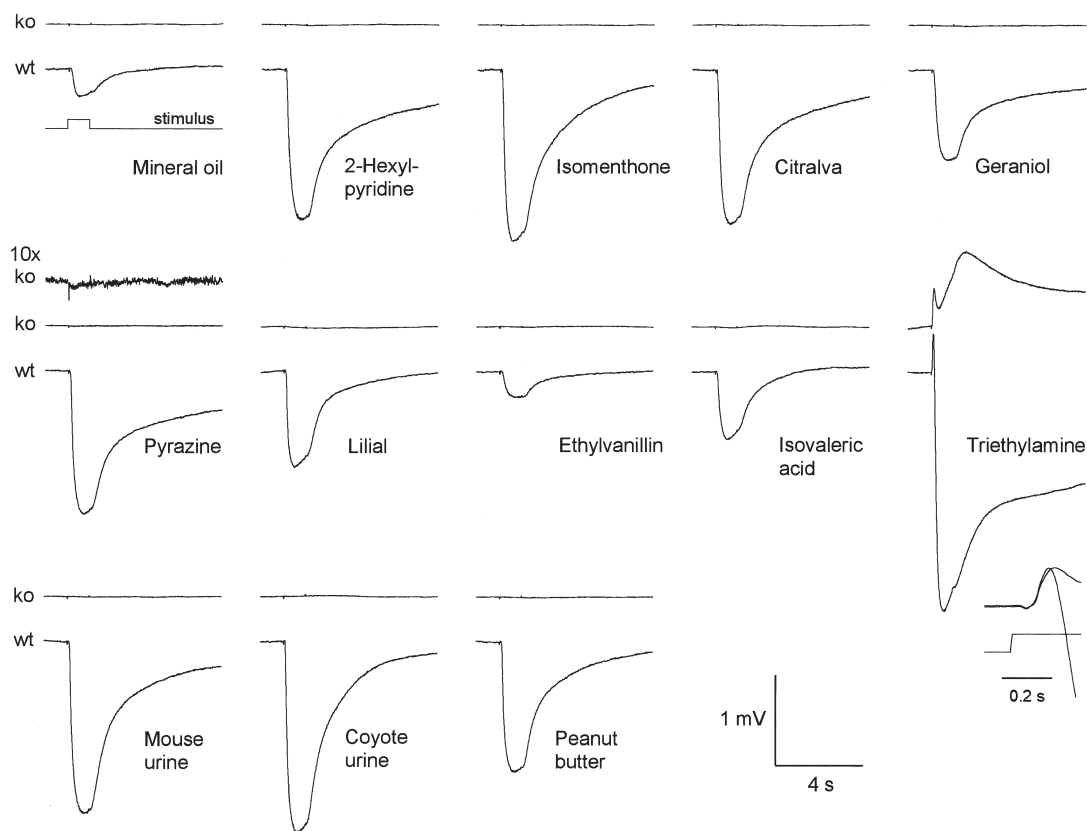 ko
wt
stimulus
Mineral oil
2-Hexyl-
pyridine
Isomenthone
Citralva
Geraniol
10x
ko
ko
wt
Pyrazine
Lilial
Ethylvanillin
Isovaleric
acid
Triethylamine
ko
wt
0.2 s
Mouse
urine
Coyote
urine
Peanut
butter
1 mV
4 s